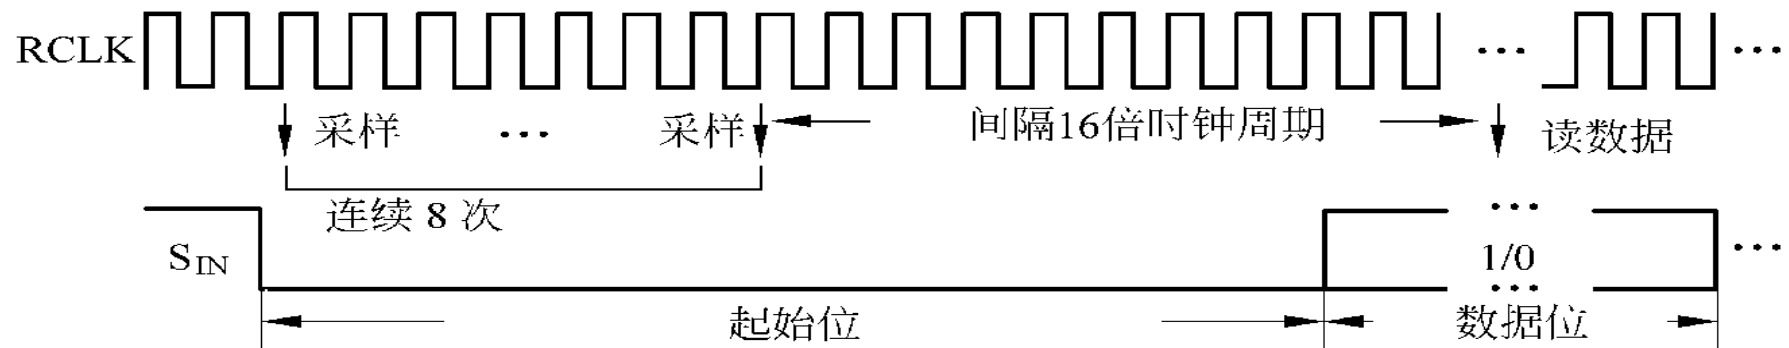 RCLK ... ...
采样 ... 采样 间隔16倍时钟周期 读数据
连续 8 次
...
S_IN 1/0 ...
...
起始位 数据位